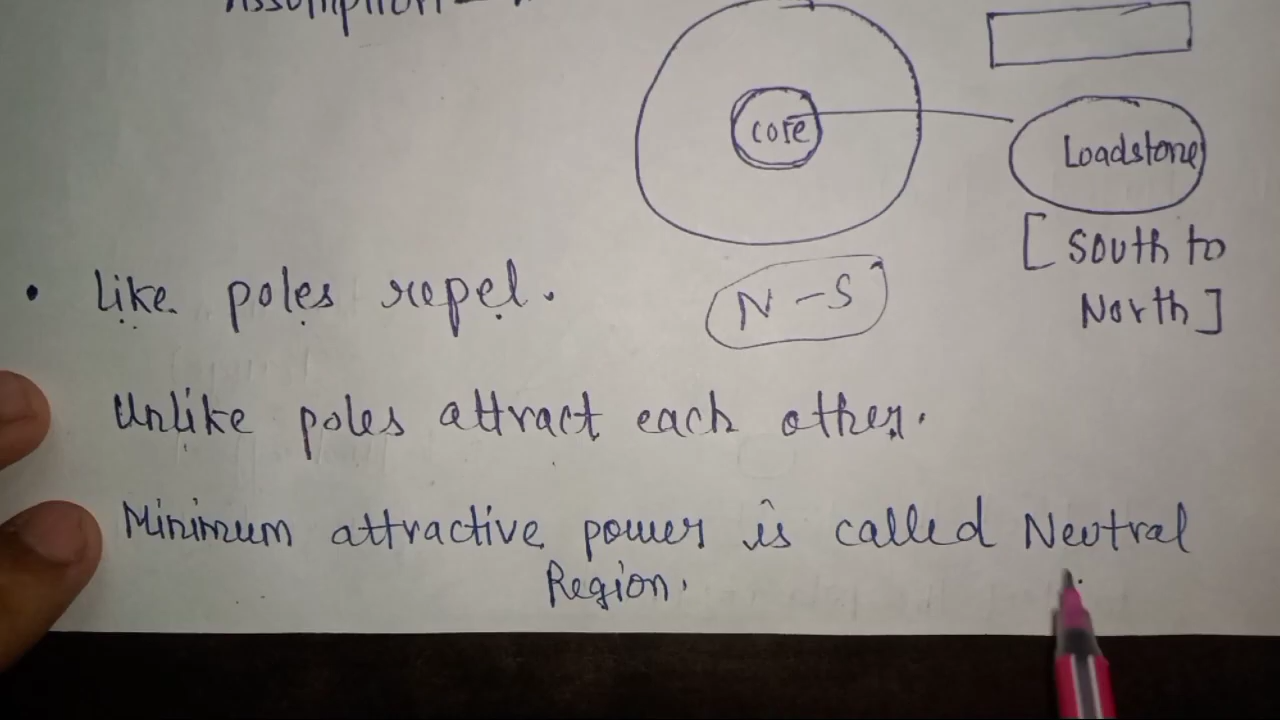 Assumption -
core
Loadstone
[ South to
North ]
• Like poles repel.
N - S
Unlike poles attract each other.
Minimum attractive power is called Neutral
Region.